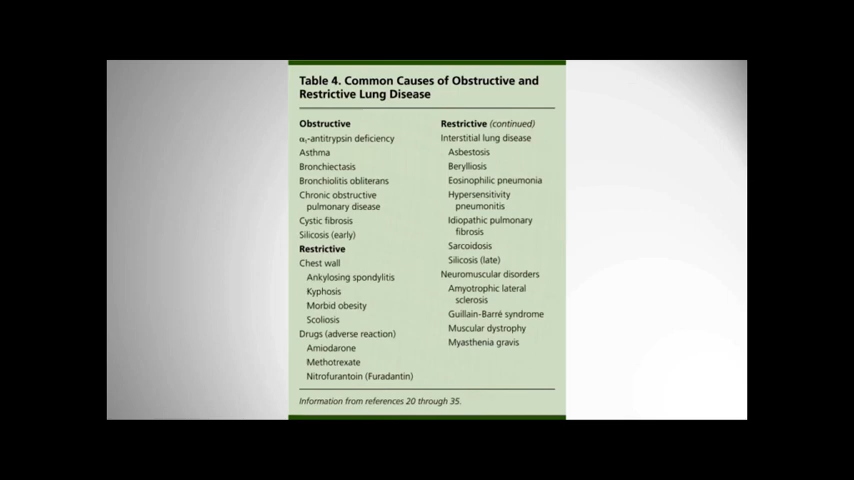 Table 4. Common Causes of Obstructive and
Restrictive Lung Disease
Obstructive
α₁-antitrypsin deficiency
Asthma
Bronchiectasis
Bronchiolitis obliterans
Chronic obstructive
pulmonary disease
Cystic fibrosis
Silicosis (early)
Restrictive
Chest wall
Ankylosing spondylitis
Kyphosis
Morbid obesity
Scoliosis
Drugs (adverse reaction)
Amiodarone
Methotrexate
Nitrofurantoin (Furadantin)
Restrictive (continued)
Interstitial lung disease
Asbestosis
Berylliosis
Eosinophilic pneumonia
Hypersensitivity
pneumonitis
Idiopathic pulmonary
fibrosis
Sarcoidosis
Silicosis (late)
Neuromuscular disorders
Amyotrophic lateral
sclerosis
Guillain-Barré syndrome
Muscular dystrophy
Myasthenia gravis
Information from references 20 through 35.